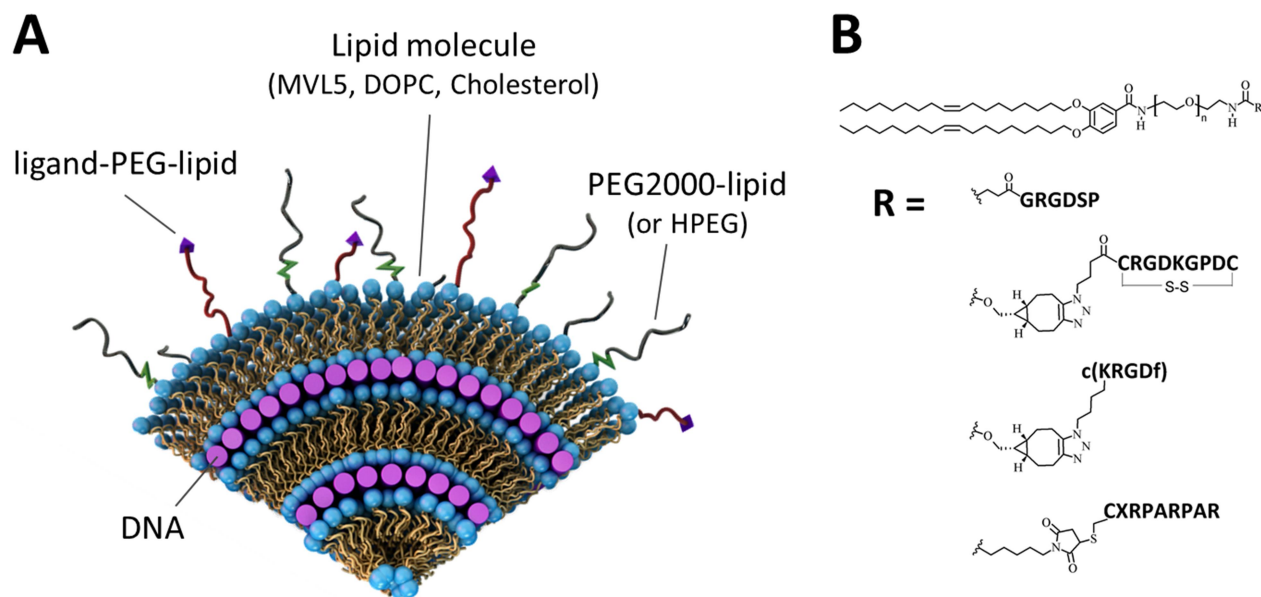 A
Lipid molecule
(MVL5, DOPC, Cholesterol)
ligand-PEG-lipid
PEG2000-lipid
(or HPEG)
DNA
B
O
O
O
N
H
O
n
N
H
O
R
R =
O
GRGDSP
O
CRGDKGPDC
S-S
O
H
H
N
N
N
c(KRGDf)
O
H
H
N
N
N
CXRPARPAR
O
N
O
S